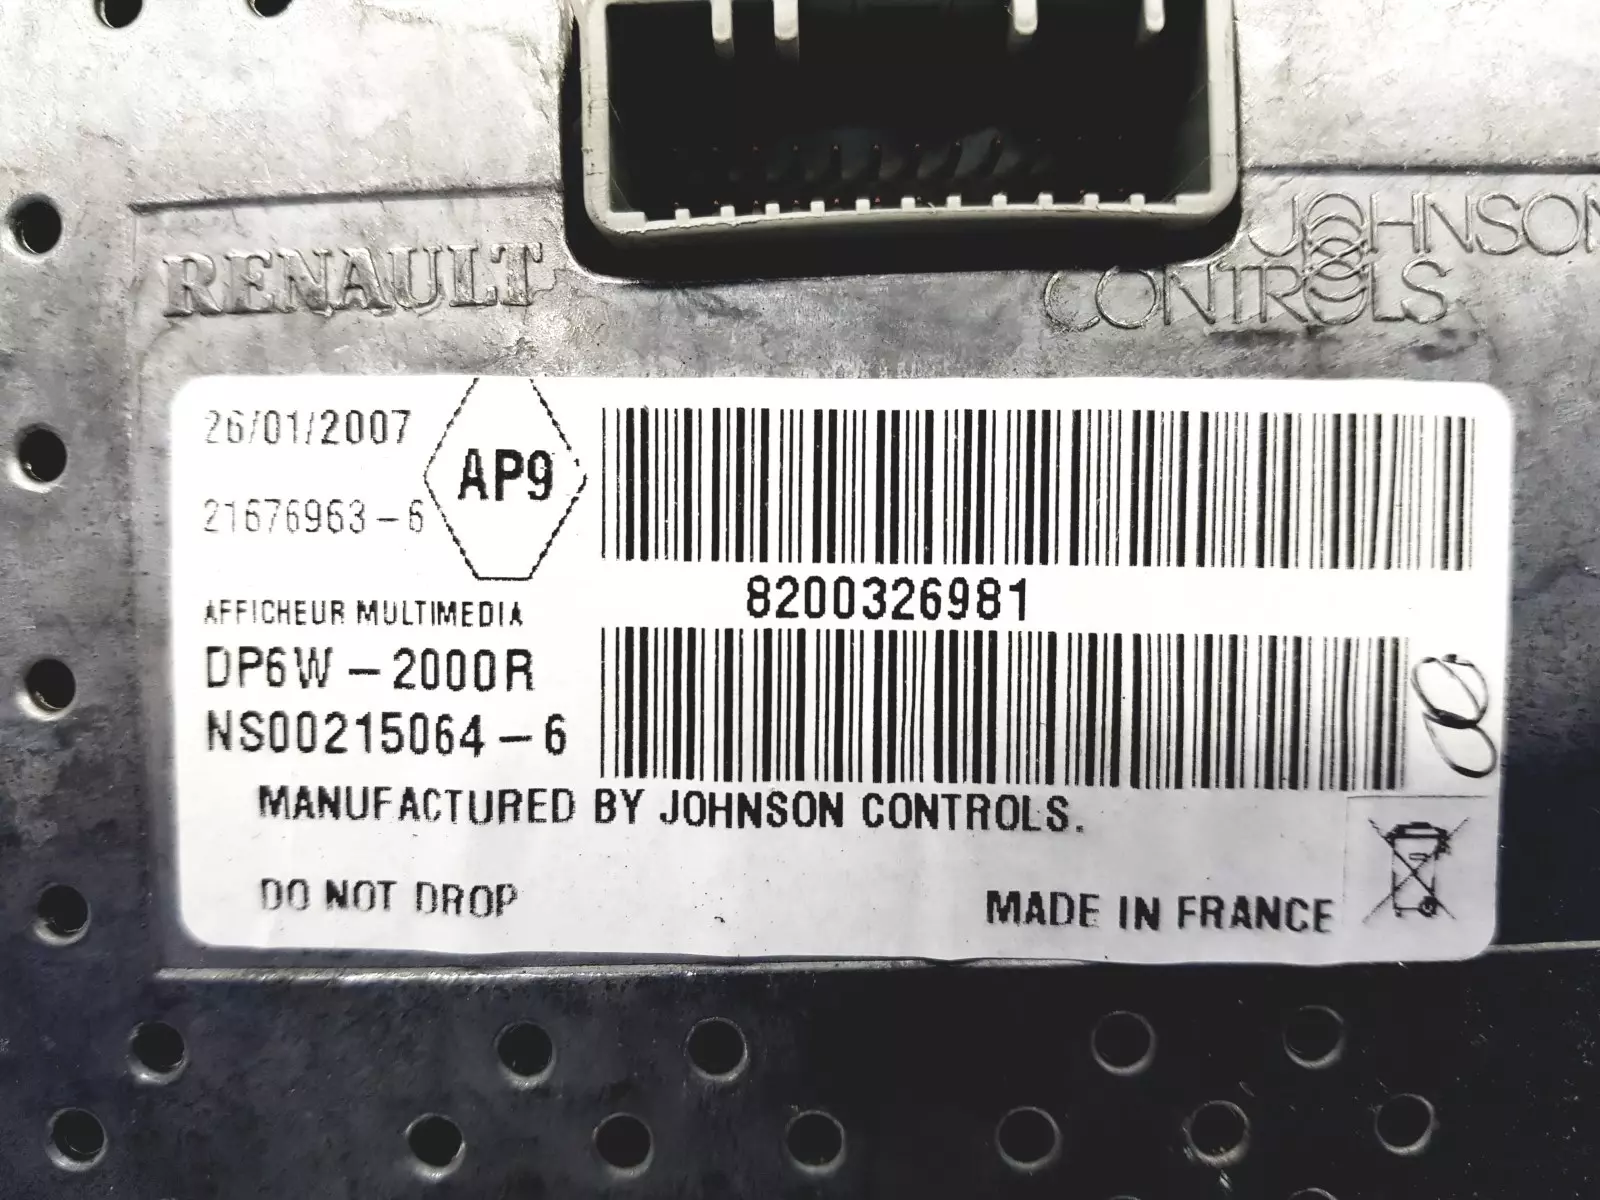 RENAULT
JOHNSON
CONTROLS
26/01/2007
AP9
21676963-6
8200326981
AFFICHEUR MULTIMEDIA
DP6W-2000R
NS00215064-6
MANUFACTURED BY JOHNSON CONTROLS.
DO NOT DROP
MADE IN FRANCE